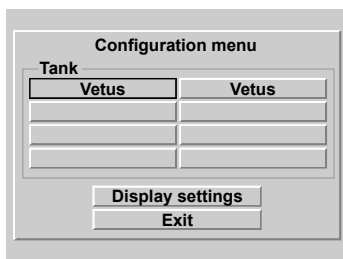 Configuration menu
Tank
Vetus Vetus
Display settings
Exit